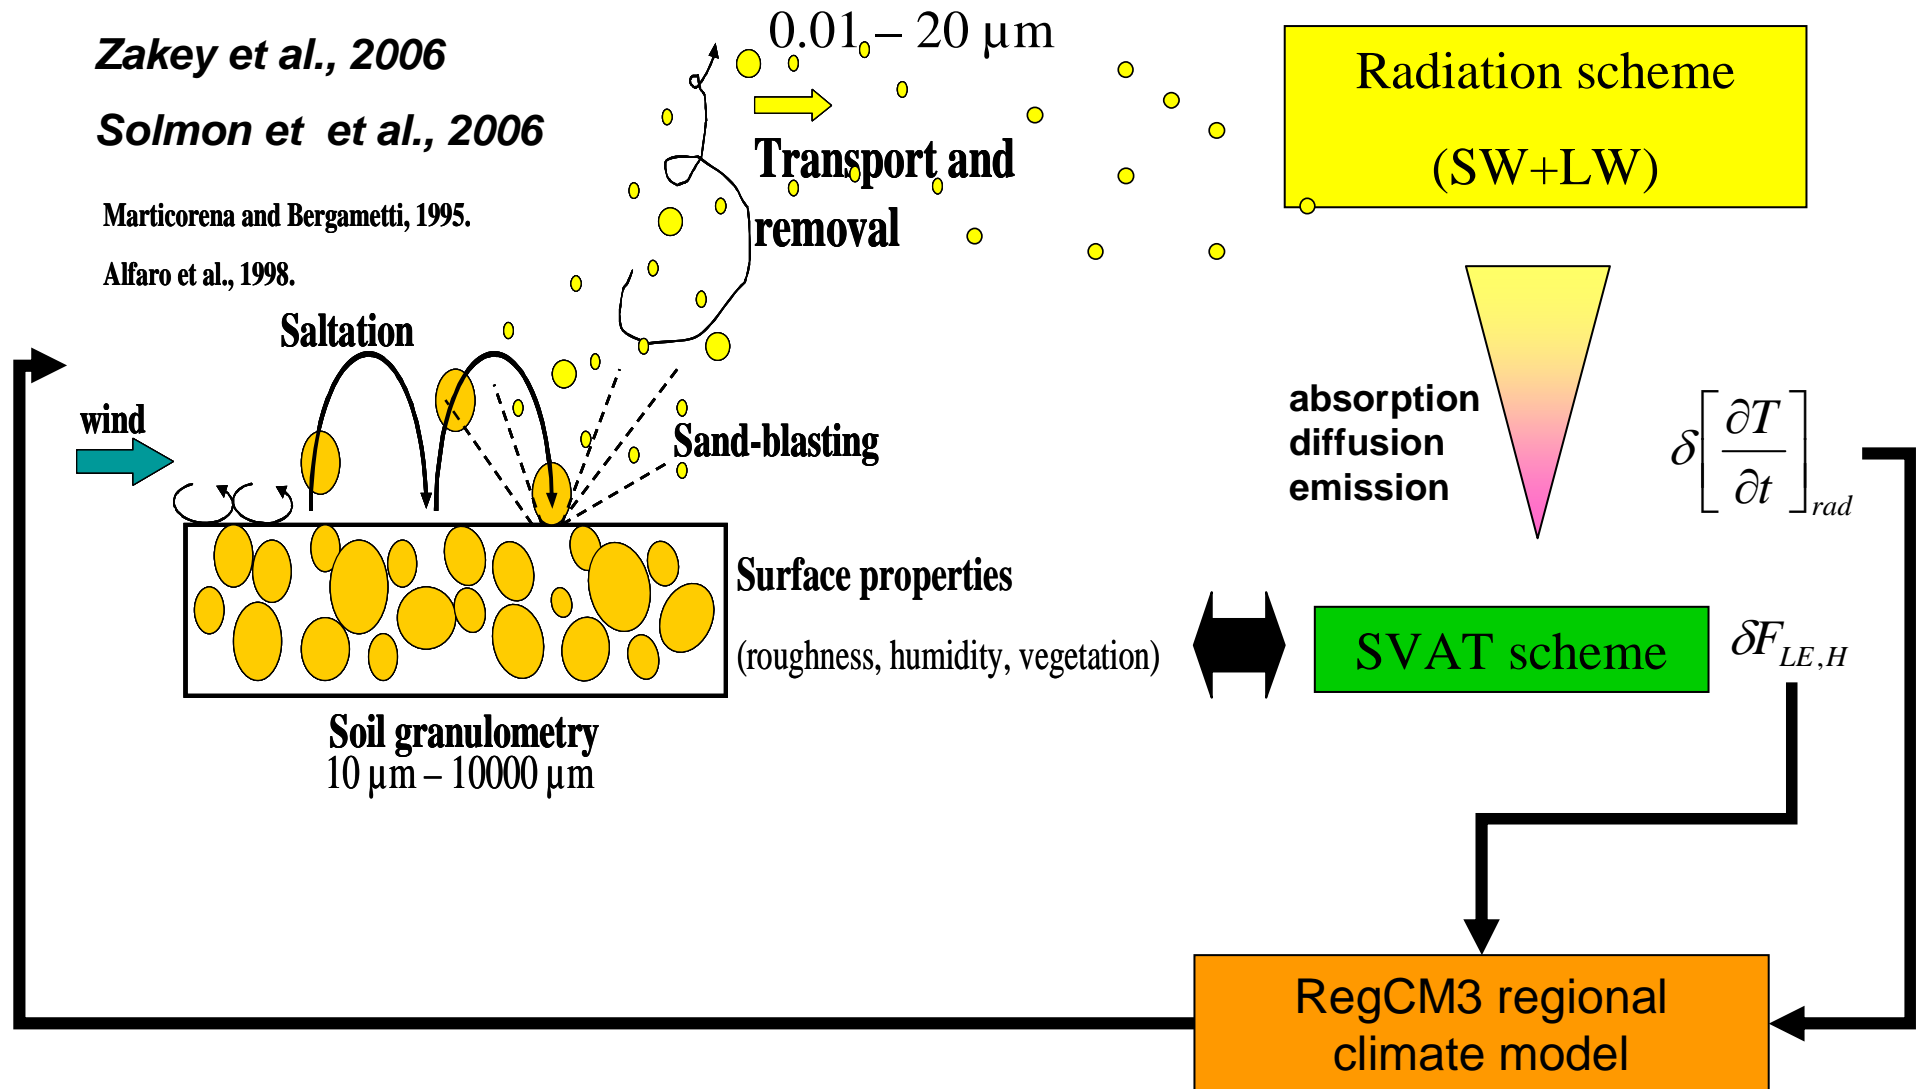 Zakey et al., 2006
Solmon et et al., 2006
Marticorena and Bergametti, 1995.
Alfaro et al., 1998.
0.01 – 20 µm
Transport and
removal
Radiation scheme
(SW+LW)
Saltation
wind
Sand-blasting
absorption
diffusion
emission
δ[∂T/∂t]rad
Surface properties
(roughness, humidity, vegetation)
SVAT scheme
δF LE,H
Soil granulometry
10 µm – 10000 µm
RegCM3 regional
climate model